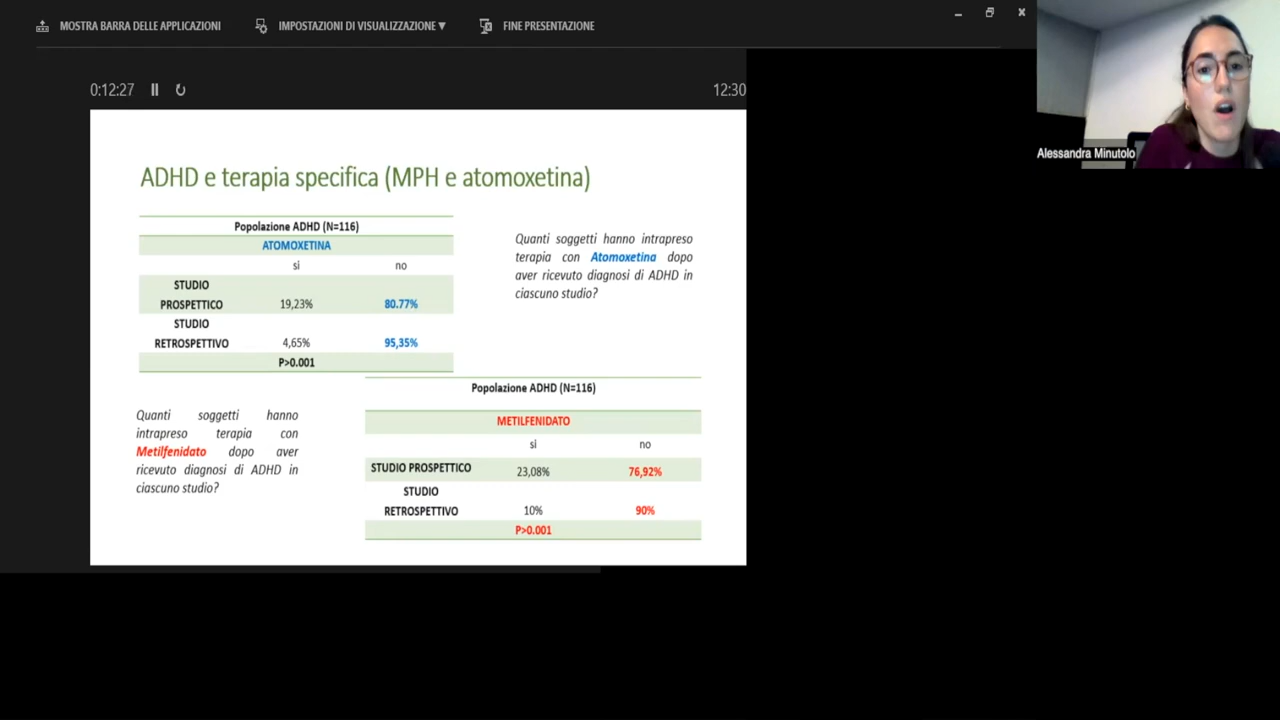 MOSTRA BARRA DELLE APPLICAZIONI
IMPOSTAZIONI DI VISUALIZZAZIONE ▼
FINE PRESENTAZIONE
0:12:27
12:30
Alessandra Minutolo
ADHD e terapia specifica (MPH e atomoxetina)
Popolazione ADHD (N=116)
ATOMOXETINA
sì no
STUDIO
PROSPETTICO 19,23% 80.77%
STUDIO
RETROSPETTIVO 4,65% 95,35%
P>0.001
Quanti soggetti hanno intrapreso
terapia con Atomoxetina dopo
aver ricevuto diagnosi di ADHD in
ciascuno studio?
Quanti soggetti hanno
intrapreso terapia con
Metilfenidato dopo aver
ricevuto diagnosi di ADHD in
ciascuno studio?
Popolazione ADHD (N=116)
METILFENIDATO
sì no
STUDIO PROSPETTICO 23,08% 76,92%
STUDIO
RETROSPETTIVO 10% 90%
P>0.001